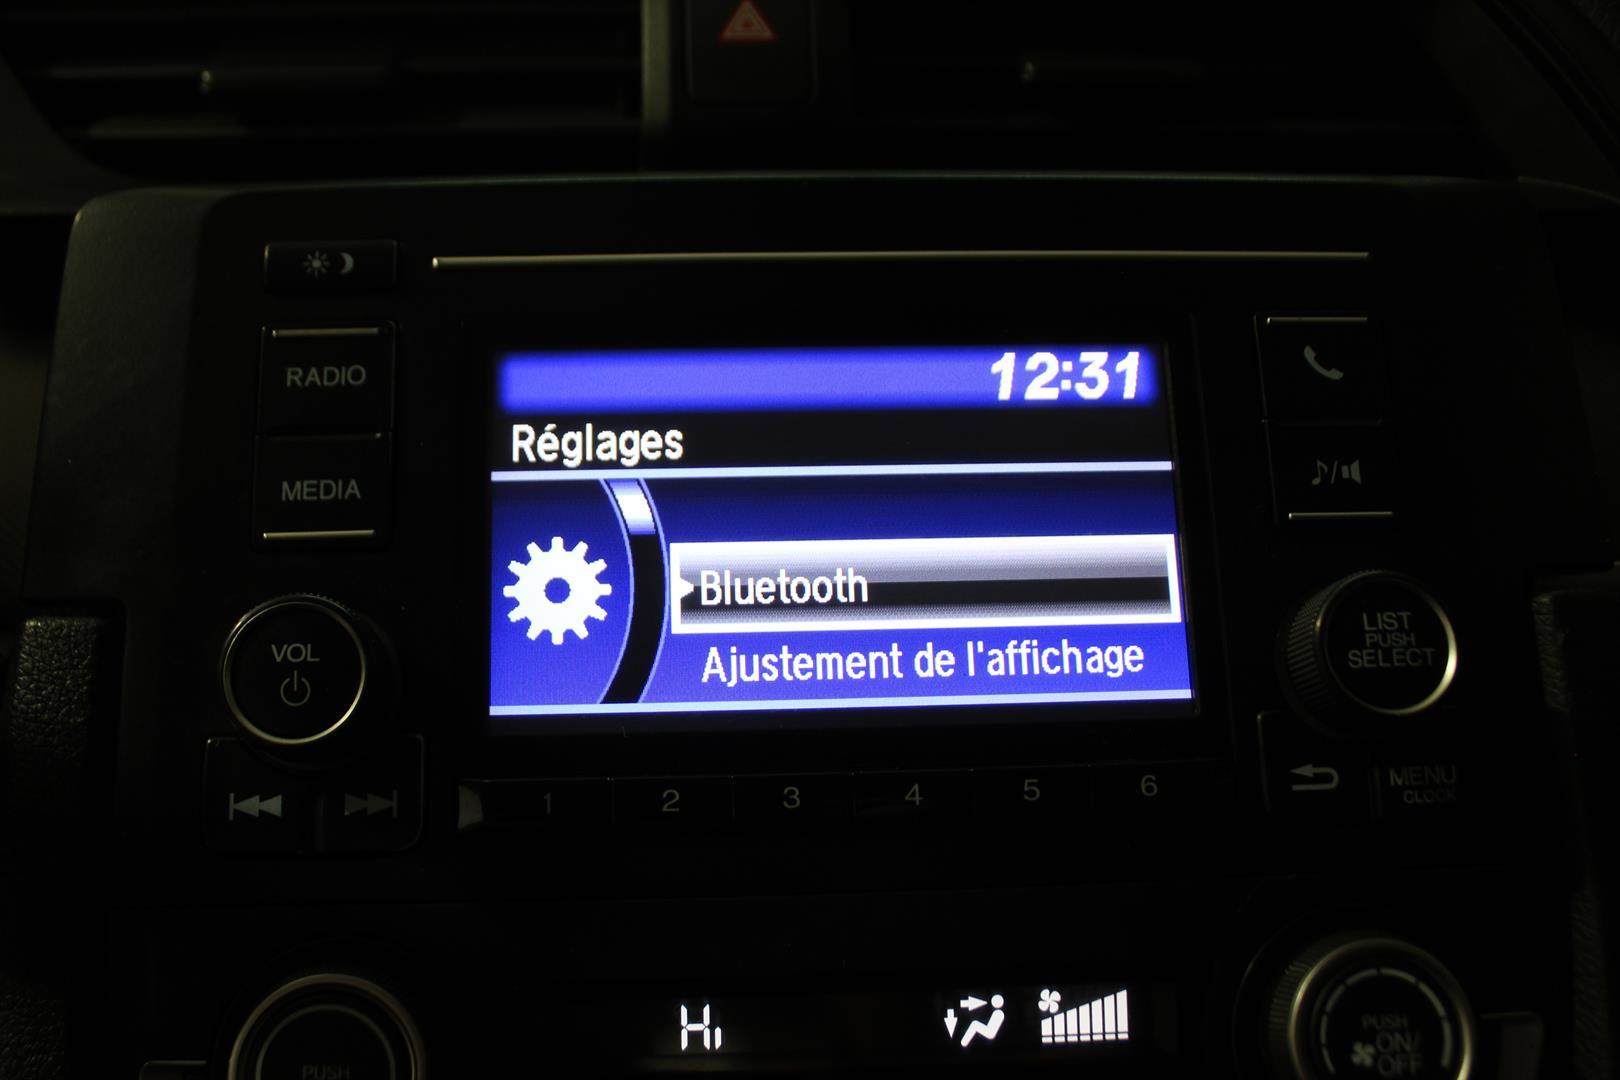 12:31
RADIO
Réglages
MEDIA
Bluetooth
VOL
LIST
PUSH
SELECT
Ajustement de l'affichage
1 2 3 4 5 6
MENU
CLOCK
Hi
PUSH
ON/
OFF
PUSH